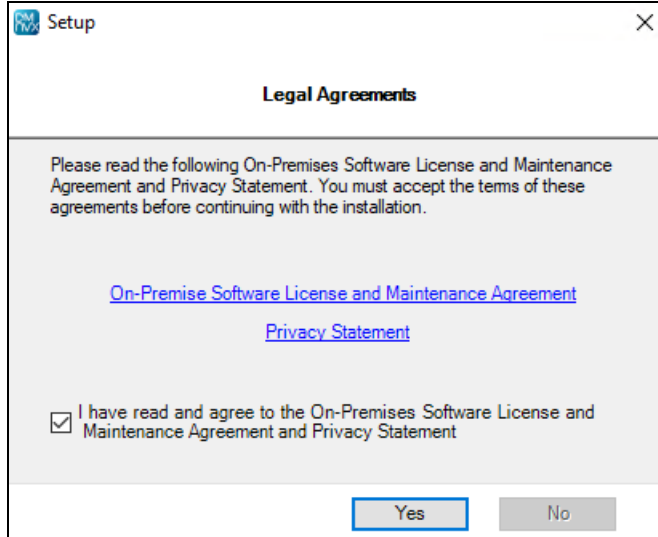 DM NVX Setup
Legal Agreements
Please read the following On-Premises Software License and Maintenance
Agreement and Privacy Statement. You must accept the terms of these
agreements before continuing with the installation.
On-Premise Software License and Maintenance Agreement
Privacy Statement
I have read and agree to the On-Premises Software License and
Maintenance Agreement and Privacy Statement
Yes No